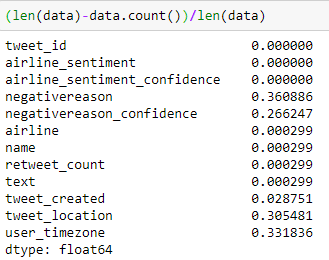 (len(data)-data.count())/len(data)
tweet_id 0.000000
airline_sentiment 0.000000
airline_sentiment_confidence 0.000000
negativereason 0.360886
negativereason_confidence 0.266247
airline 0.000299
name 0.000299
retweet_count 0.000299
text 0.000299
tweet_created 0.028751
tweet_location 0.305481
user_timezone 0.331836
dtype: float64